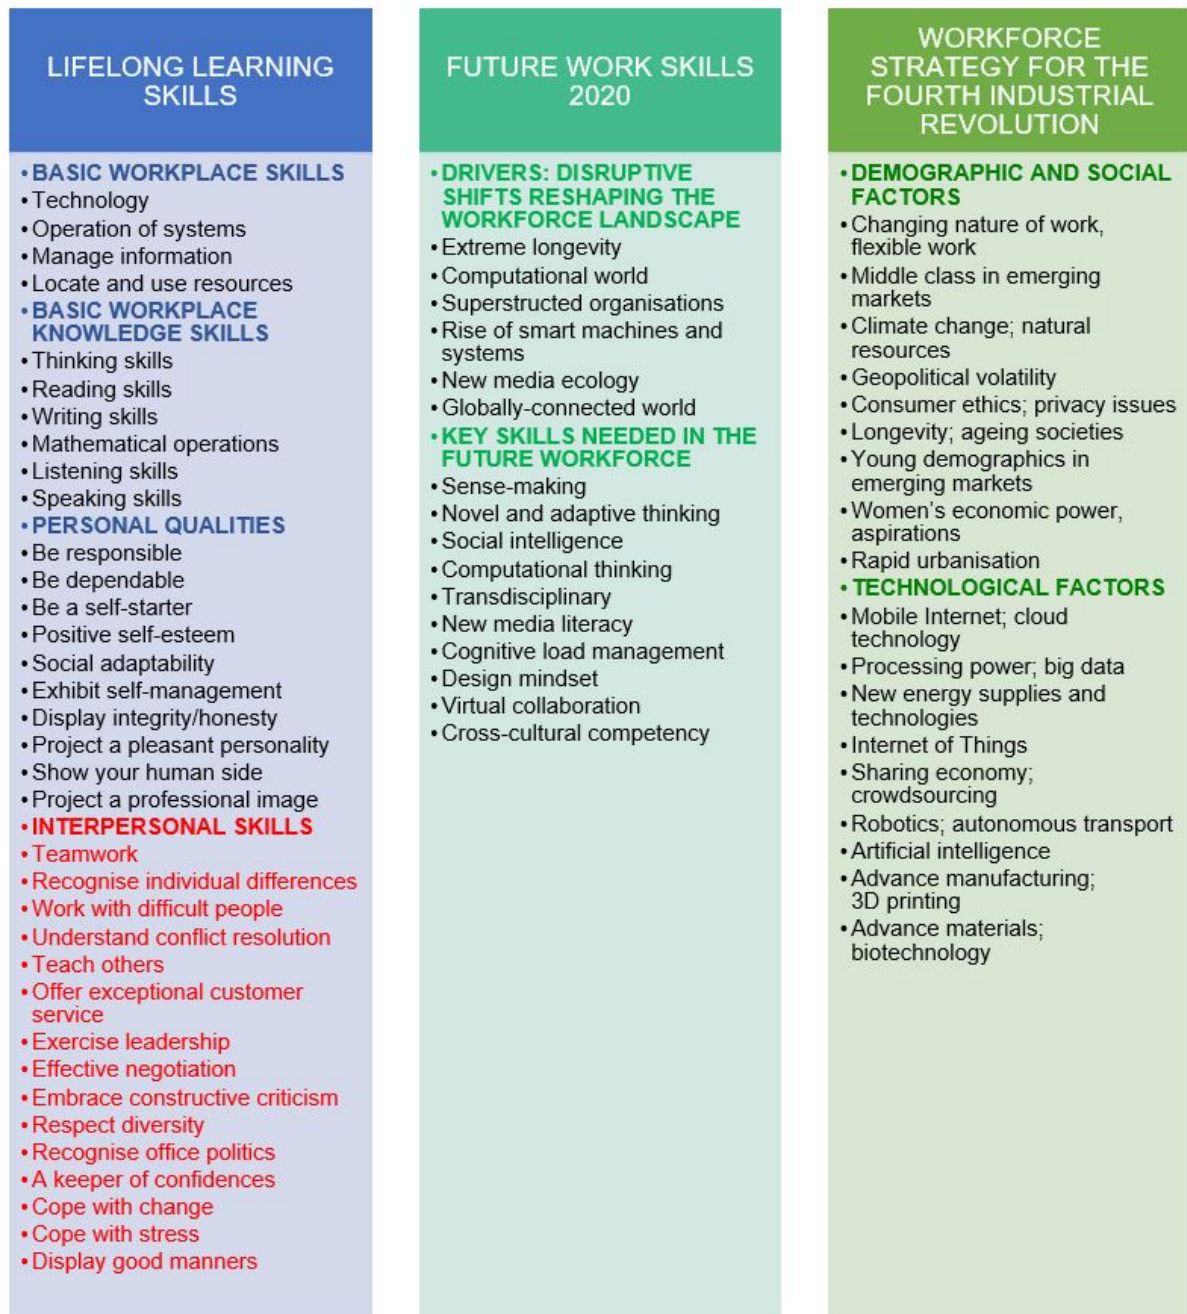 LIFELONG LEARNING
SKILLS
• BASIC WORKPLACE SKILLS
• Technology
• Operation of systems
• Manage information
• Locate and use resources
• BASIC WORKPLACE
KNOWLEDGE SKILLS
• Thinking skills
• Reading skills
• Writing skills
• Mathematical operations
• Listening skills
• Speaking skills
• PERSONAL QUALITIES
• Be responsible
• Be dependable
• Be a self-starter
• Positive self-esteem
• Social adaptability
• Exhibit self-management
• Display integrity/honesty
• Project a pleasant personality
• Show your human side
• Project a professional image
• INTERPERSONAL SKILLS
• Teamwork
• Recognise individual differences
• Work with difficult people
• Understand conflict resolution
• Teach others
• Offer exceptional customer
service
• Exercise leadership
• Effective negotiation
• Embrace constructive criticism
• Respect diversity
• Recognise office politics
• A keeper of confidences
• Cope with change
• Cope with stress
• Display good manners
FUTURE WORK SKILLS
2020
• DRIVERS: DISRUPTIVE
SHIFTS RESHAPING THE
WORKFORCE LANDSCAPE
• Extreme longevity
• Computational world
• Superstructed organisations
• Rise of smart machines and
systems
• New media ecology
• Globally-connected world
• KEY SKILLS NEEDED IN THE
FUTURE WORKFORCE
• Sense-making
• Novel and adaptive thinking
• Social intelligence
• Computational thinking
• Transdisciplinary
• New media literacy
• Cognitive load management
• Design mindset
• Virtual collaboration
• Cross-cultural competency
WORKFORCE
STRATEGY FOR THE
FOURTH INDUSTRIAL
REVOLUTION
• DEMOGRAPHIC AND SOCIAL
FACTORS
• Changing nature of work,
flexible work
• Middle class in emerging
markets
• Climate change; natural
resources
• Geopolitical volatility
• Consumer ethics; privacy issues
• Longevity; ageing societies
• Young demographics in
emerging markets
• Women's economic power,
aspirations
• Rapid urbanisation
• TECHNOLOGICAL FACTORS
• Mobile Internet; cloud
technology
• Processing power; big data
• New energy supplies and
technologies
• Internet of Things
• Sharing economy;
crowdsourcing
• Robotics; autonomous transport
• Artificial intelligence
• Advance manufacturing;
3D printing
• Advance materials;
biotechnology